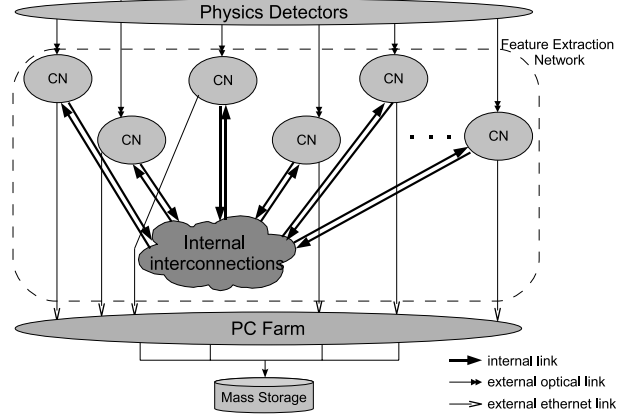 Physics Detectors
Feature Extraction
Network
CN
CN
CN
CN
CN
CN
. . .
Internal
interconnections
PC Farm
Mass Storage
internal link
external optical link
external ethernet link